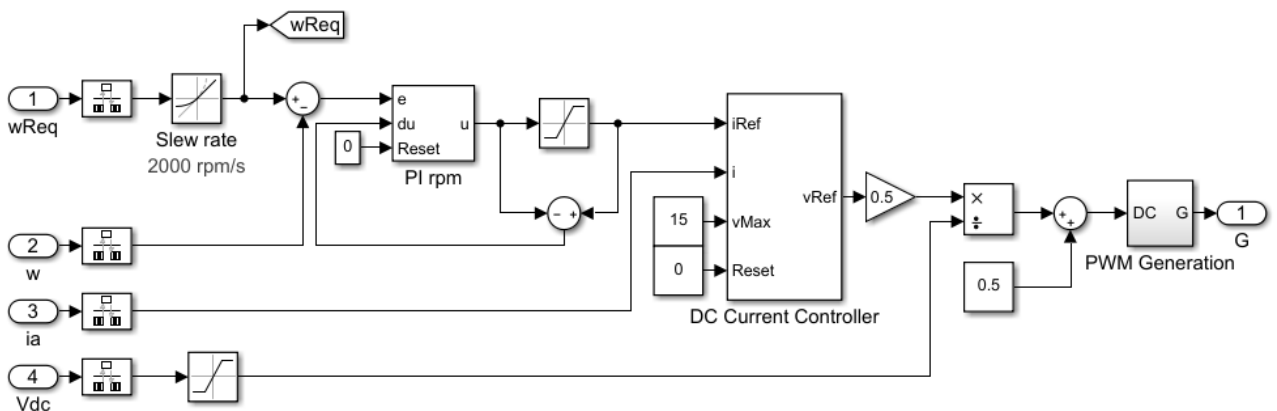 wReq
1
wReq
Slew rate
2000 rpm/s
+
−
e
du
Reset
u
0
PI rpm
− +
iRef
i
vMax
Reset
vRef
15
0
DC Current Controller
0.5
×
÷
+
+
0.5
DC
G
PWM Generation
1
G
2
w
3
ia
4
Vdc